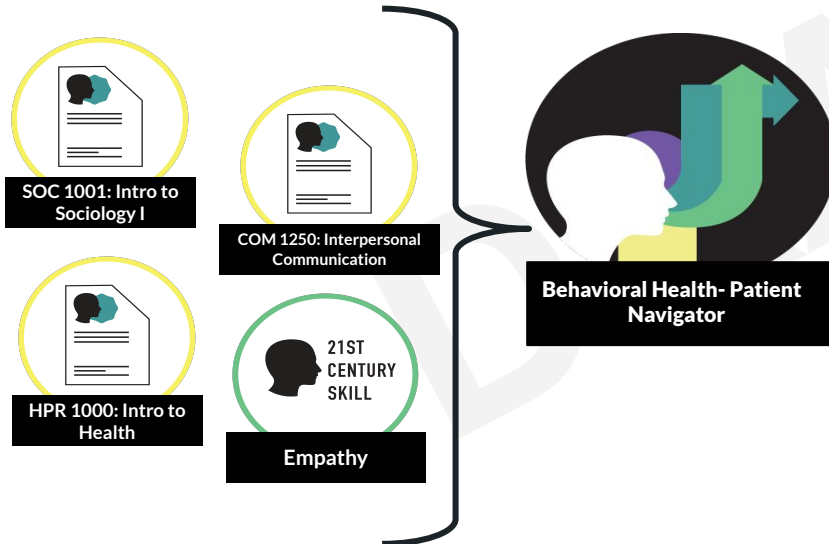 SOC 1001: Intro to
Sociology I
COM 1250: Interpersonal
Communication
HPR 1000: Intro to
Health
21ST
CENTURY
SKILL
Empathy
Behavioral Health- Patient
Navigator